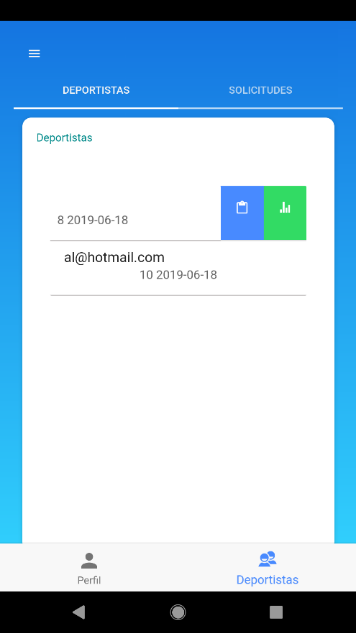 DEPORTISTAS SOLICITUDES
Deportistas
8 2019-06-18
al@hotmail.com
10 2019-06-18
Perfil Deportistas